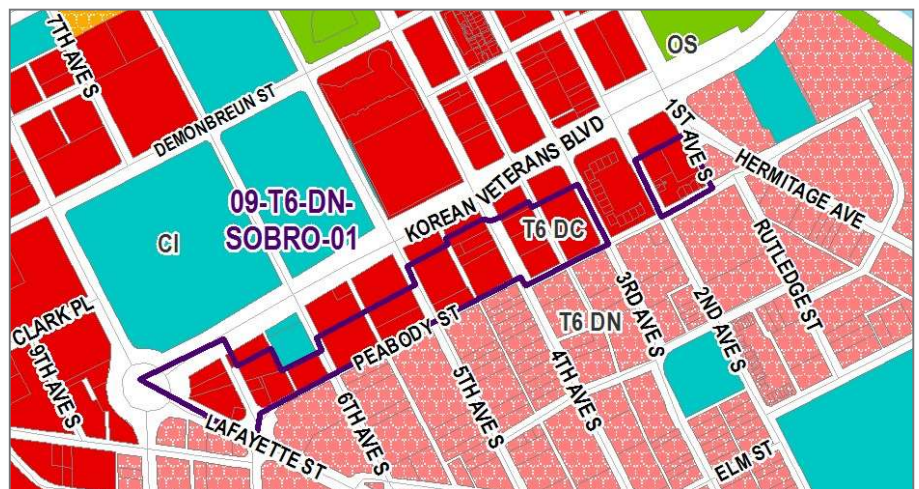 7TH AVE S
DEMONBREUN ST
OS
1ST AVE S
KOREAN VETERANS BLVD
HERMITAGE AVE
09-T6-DN-
SOBRO-01
CI
T6 DC
RUTLEDGE ST
CLARK PL
9TH AVE S
PEABODY ST
3RD AVE S
2ND AVE S
T6 DN
4TH AVE S
5TH AVE S
6TH AVE S
LAFAYETTE ST
ELM ST